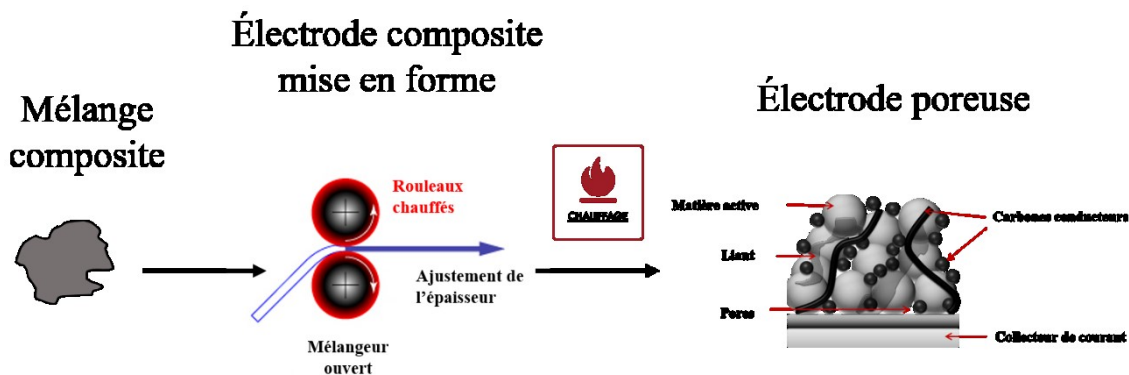 Mélange
composite
Électrode composite
mise en forme
Rouleaux
chauffés
Ajustement de
l'épaisseur
Mélangeur
ouvert
CHAUFFAGE
Électrode poreuse
Matière active
Liant
Pores
Carbones conducteurs
Collecteur de courant